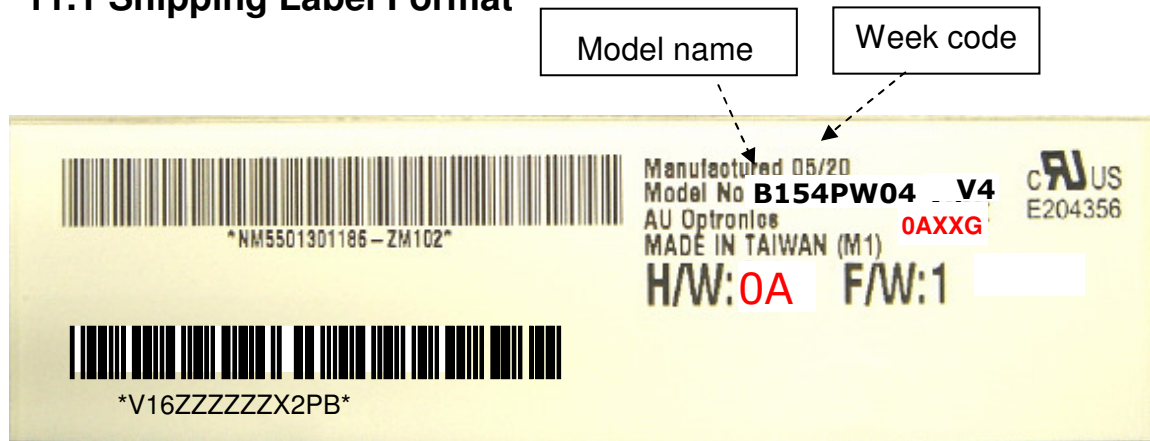 11.1 Shipping Label Format
Model name
Week code
Manufactured 05/20
Model No B154PW04 . V4
AU Optronics 0AXXG
MADE IN TAIWAN (M1)
H/W: 0A F/W:1
cRUus
E204356
*NM5501301186-ZM102*
*V16ZZZZZZX2PB*